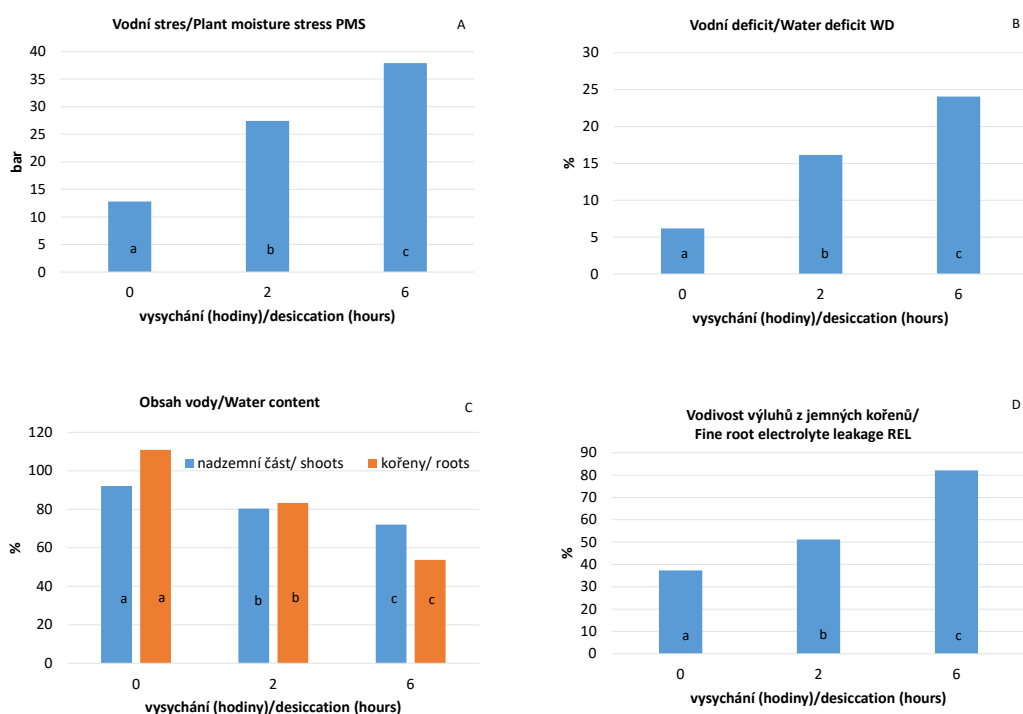 Vodní stres/Plant moisture stress PMS
A
40
35
30
25
20
15
10
5
0
bar
a
b
c
0 2 6
vysychání (hodiny)/desiccation (hours)
Vodní deficit/Water deficit WD
B
30
25
20
15
10
5
0
%
a
b
c
0 2 6
vysychání (hodiny)/desiccation (hours)
Obsah vody/Water content
C
120
100
80
60
40
20
0
%
nadzemní část/ shoots
kořeny/ roots
a a
b b
c c
0 2 6
vysychání (hodiny)/desiccation (hours)
Vodivost výluhů z jemných kořenů/
Fine root electrolyte leakage REL
D
90
80
70
60
50
40
30
20
10
0
%
a
b
c
0 2 6
vysychání (hodiny)/desiccation (hours)